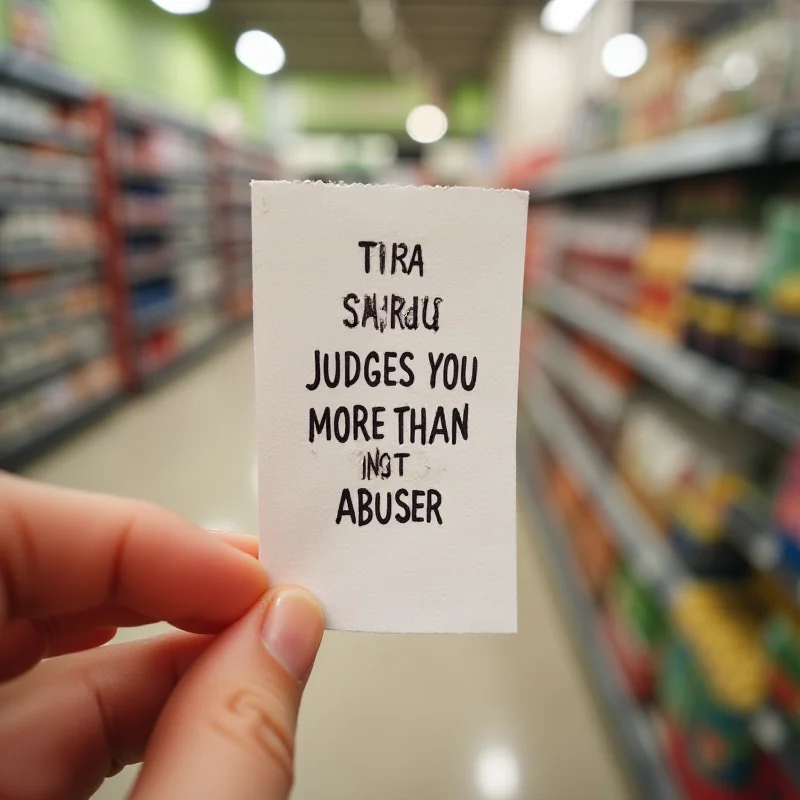 TIRA
JUDGES YOU
MORE THAN
ABUSER